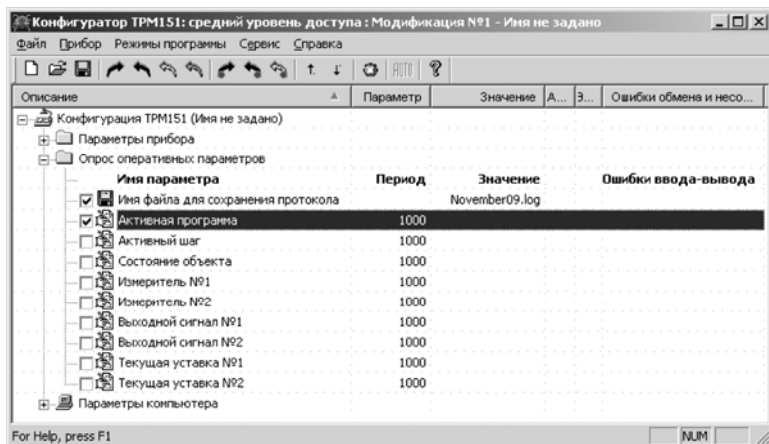 Конфигуратор ТРМ151: средний уровень доступа : Модификация №1 - Имя не задано
Файл Прибор Режимы программы Сервис Справка
AUTO
Описание Параметр Значение А... З... Ошибки обмена и несо...
Конфигурация ТРМ151 (Имя не задано)
Параметры прибора
Опрос оперативных параметров
Имя параметра Период Значение Ошибки ввода-вывода
Имя файла для сохранения протокола November09.log
Активная программа 1000
Активный шаг 1000
Состояние объекта 1000
Измеритель №1 1000
Измеритель №2 1000
Выходной сигнал №1 1000
Выходной сигнал №2 1000
Текущая уставка №1 1000
Текущая уставка №2 1000
Параметры компьютера
For Help, press F1 NUM